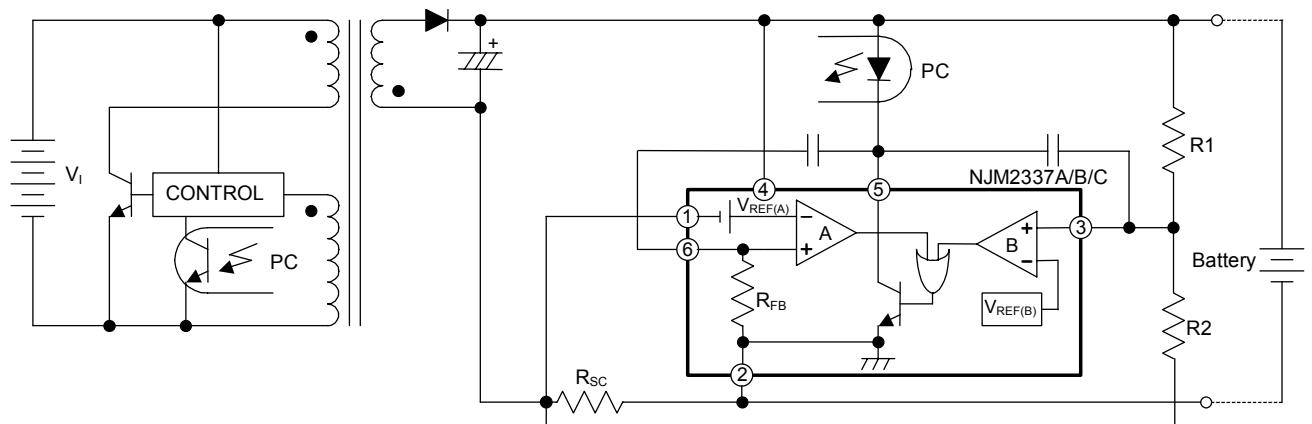 +
PC
R1
V_I
CONTROL
NJM2337A/B/C
4
5
1
V_REF(A)
−
A
+
3
6
B
+
−
PC
R_FB
V_REF(B)
Battery
R2
2
R_SC